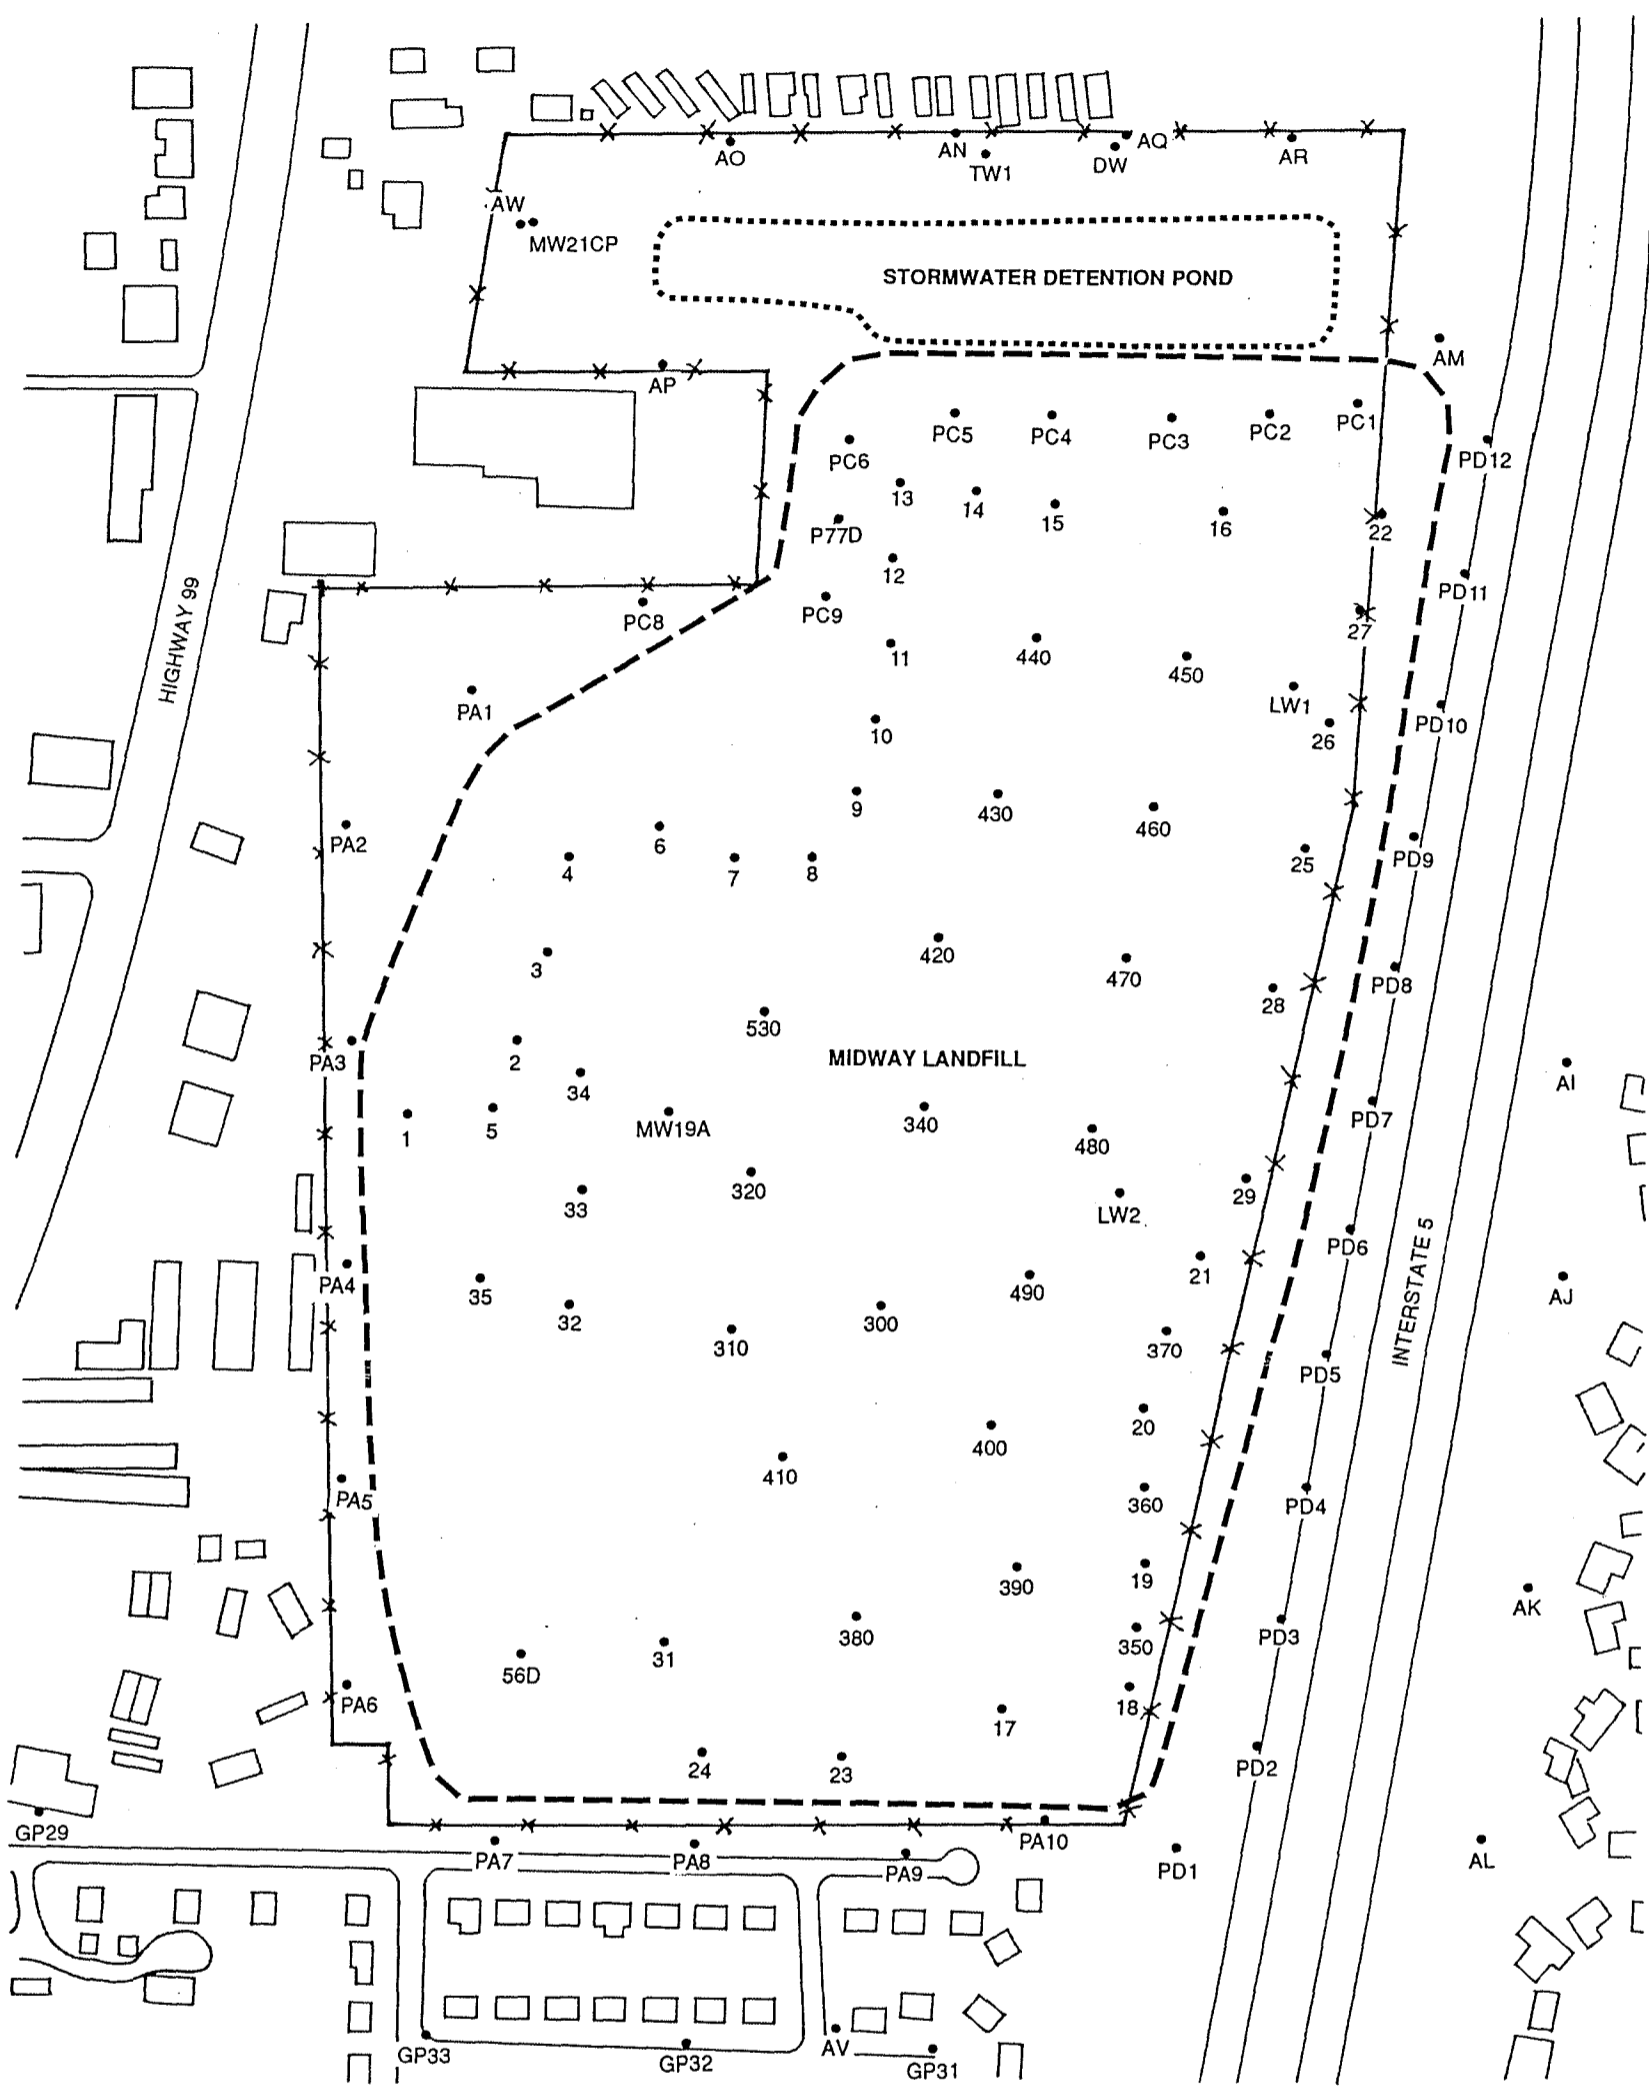 AO
AN
TW1
DW
AQ
AR
AW
MW21CP
STORMWATER DETENTION POND
AM
AP
PC6
PC5
PC4
PC3
PC2
PC1
PD12
13
14
15
16
22
P77D
12
PD11
HIGHWAY 99
PC8
PC9
27
11
440
450
PA1
LW1
26
PD10
10
9
430
460
PA2
6
4
7
8
25
PD9
3
420
470
PD8
28
530
PA3
2
MIDWAY LANDFILL
34
AI
1
5
MW19A
340
480
PD7
33
320
LW2
29
PD6
INTERSTATE 5
PA4
35
32
310
300
490
21
AJ
370
PD5
20
400
410
PA5
360
PD4
390
19
AK
380
350
PD3
56D
31
PA6
17
18
24
23
PD2
GP29
PA7
PA8
PA9
PA10
PD1
AL
GP33
GP32
AV
GP31